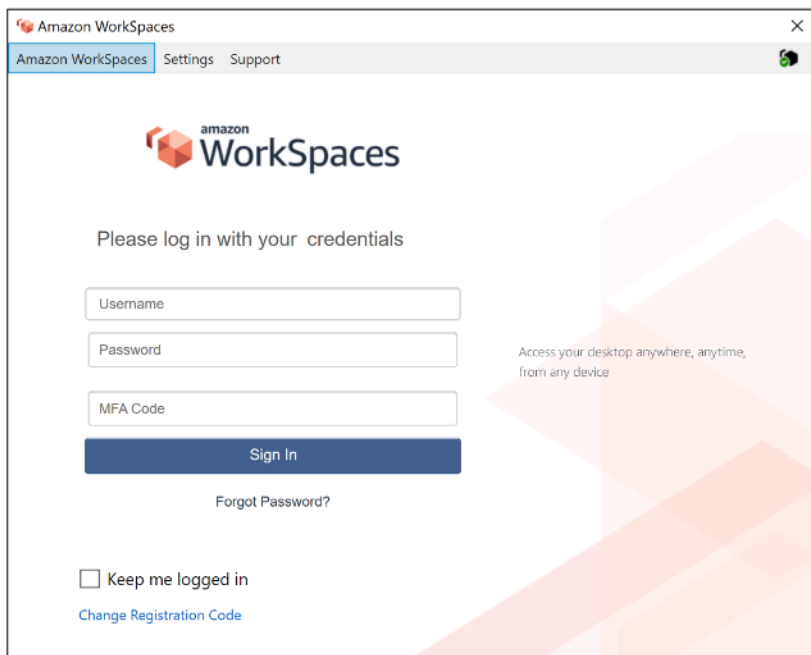 Amazon WorkSpaces
Amazon WorkSpaces Settings Support
amazon
WorkSpaces
Please log in with your credentials
Username
Password
MFA Code
Sign In
Forgot Password?
Keep me logged in
Change Registration Code
Access your desktop anywhere, anytime,
from any device